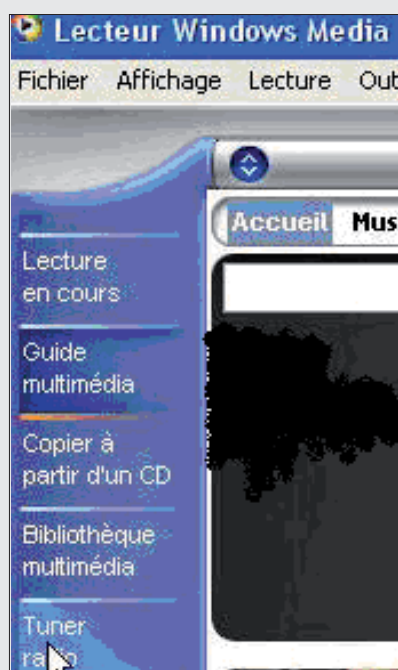 Lecteur Windows Media
Fichier Affichage Lecture Out
Accueil Mus
Lecture
en cours
Guide
multimédia
Copier à
partir d'un CD
Bibliothèque
multimédia
Tuner
radio